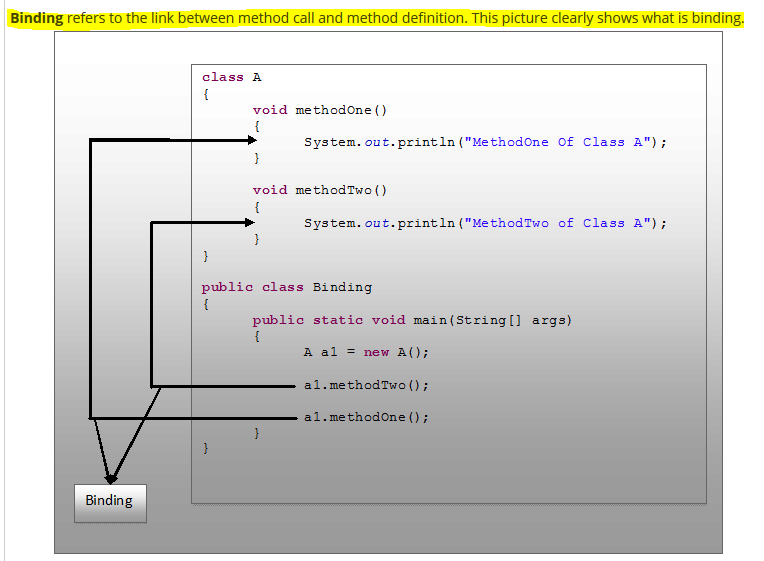 Binding refers to the link between method call and method definition. This picture clearly shows what is binding.
class A
{
void methodOne()
{
System.out.println("MethodOne Of Class A");
}
void methodTwo()
{
System.out.println("MethodTwo of Class A");
}
}
public class Binding
{
public static void main(String[] args)
{
A a1 = new A();
a1.methodTwo();
a1.methodOne();
}
}
Binding